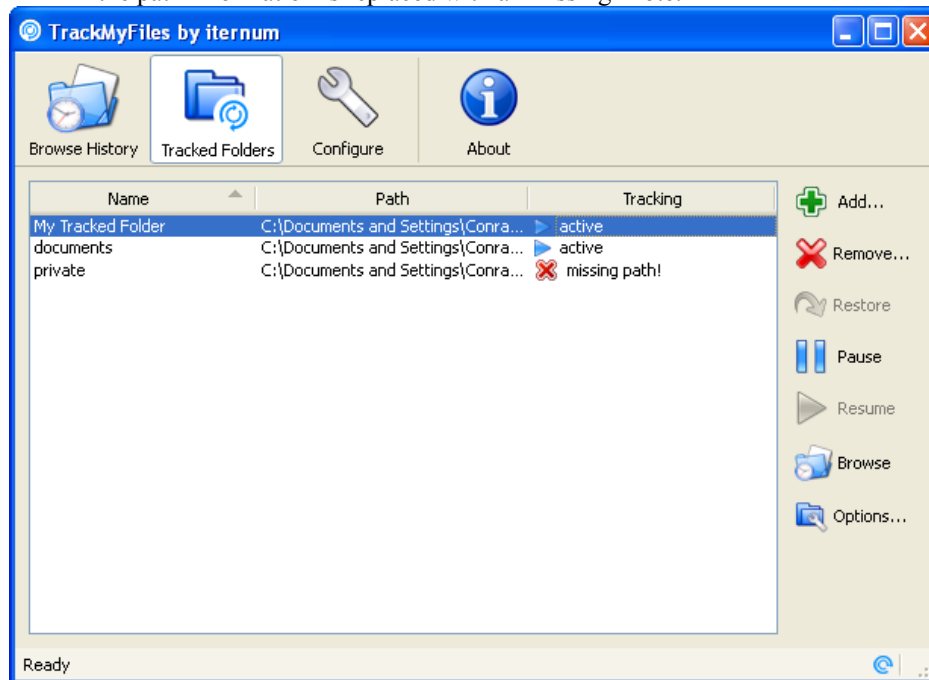 TrackMyFiles by iternum
Browse History Tracked Folders Configure About
Name Path Tracking
My Tracked Folder C:\Documents and Settings\Conra... active
documents C:\Documents and Settings\Conra... active
private C:\Documents and Settings\Conra... missing path!
Add...
Remove...
Restore
Pause
Resume
Browse
Options...
Ready